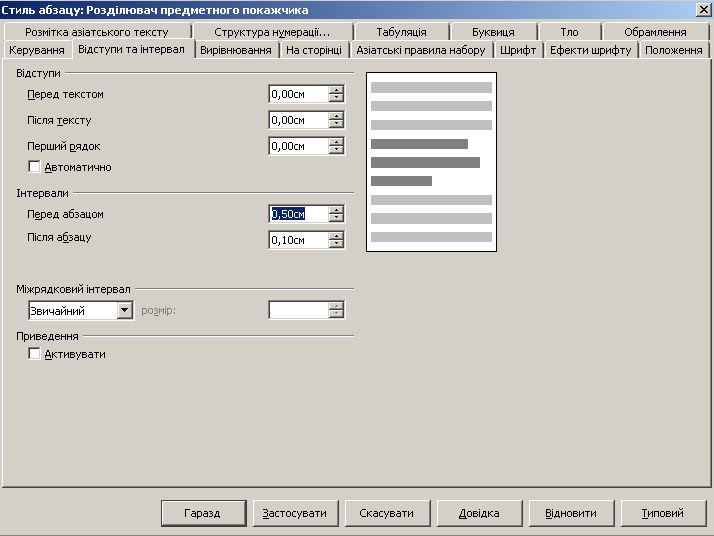 Стиль абзацу: Розділювач предметного покажчика
Розмітка азіатського тексту Структура нумерації... Табуляція Буквиця Тло Обрамлення
Керування Відступи та інтервал Вирівнювання На сторінці Азіатські правила набору Шрифт Ефекти шрифту Положення
Відступи
Перед текстом 0,00см
Після тексту 0,00см
Перший рядок 0,00см
Автоматично
Інтервали
Перед абзацом 0,50см
Після абзацу 0,10см
Міжрядковий інтервал
Звичайний розмір:
Приведення
Активувати
Гаразд Застосувати Скасувати Довідка Відновити Типовий